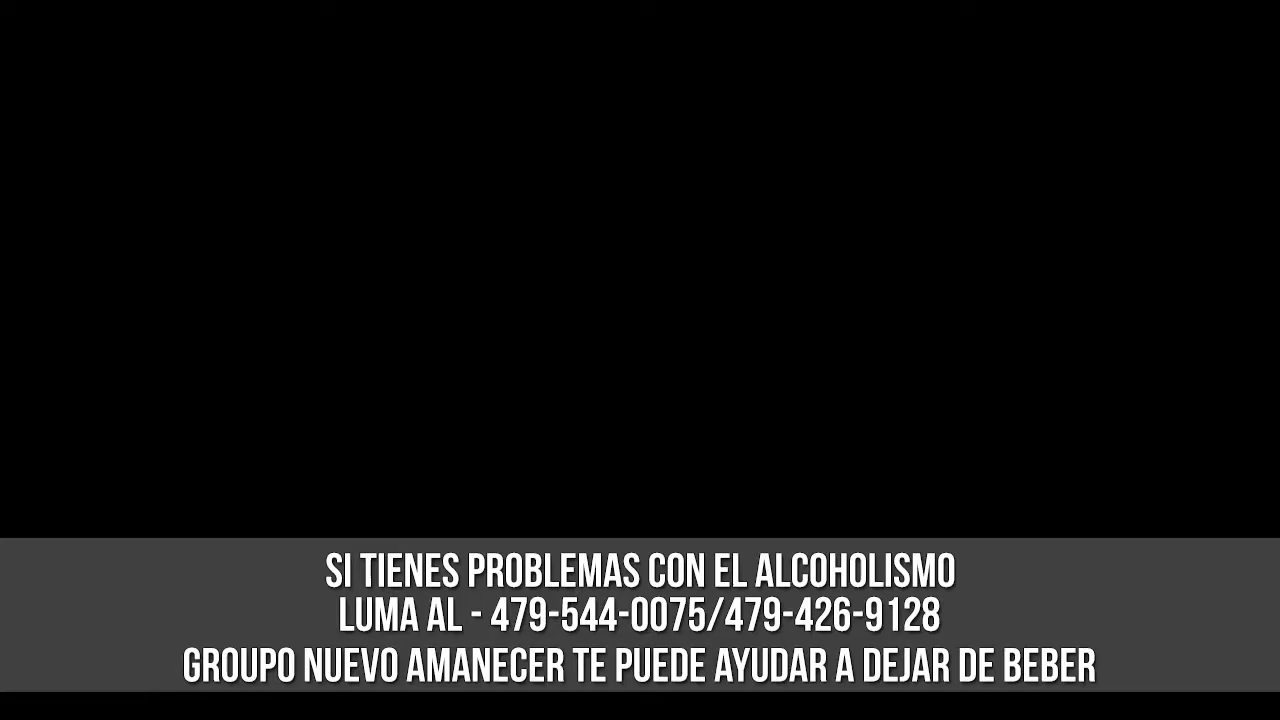 SI TIENES PROBLEMAS CON EL ALCOHOLISMO
LUMA AL - 479-544-0075/479-426-9128
GROUPO NUEVO AMANECER TE PUEDE AYUDAR A DEJAR DE BEBER